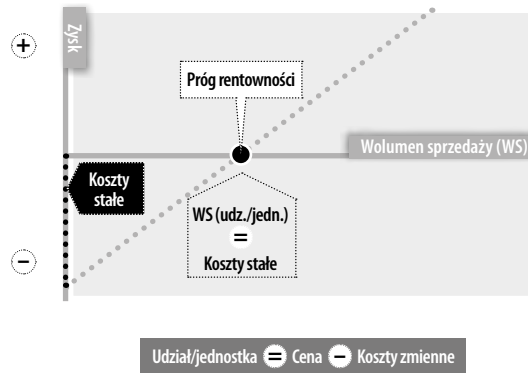 +
Zysk
Próg rentowności
Wolumen sprzedaży (WS)
Koszty
stałe
WS (udz./jedn.)
=
Koszty stałe
−
Udział/jednostka = Cena − Koszty zmienne